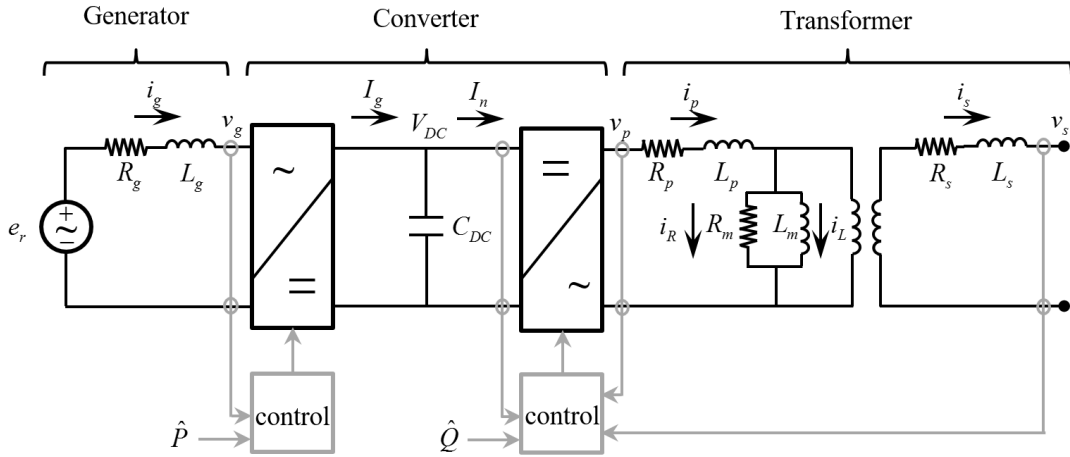 Generator Converter Transformer
i_g I_g I_n i_p i_s
v_g V_DC v_p v_s
R_g L_g ~ = R_p L_p R_s L_s
e_r + ~ − C_DC i_R R_m L_m i_L
= ~
control control
P̂ Q̂